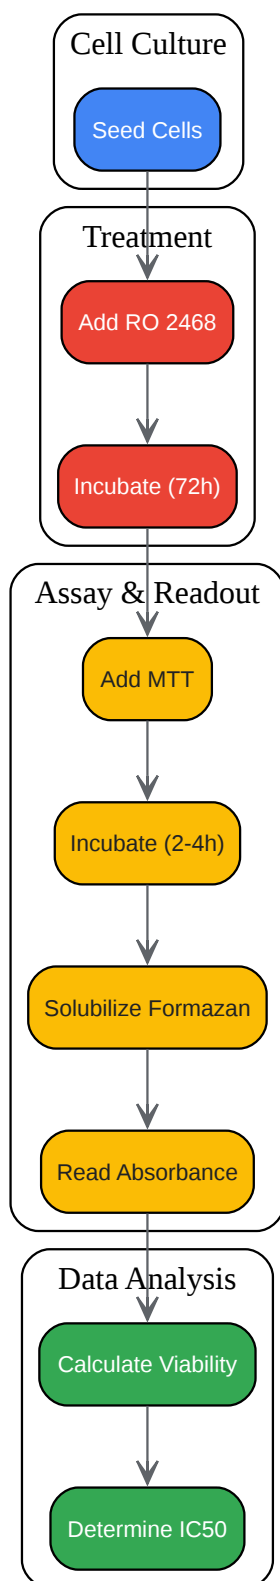 Cell Culture
Seed Cells
Treatment
Add RO 2468
Incubate (72h)
Assay & Readout
Add MTT
Incubate (2-4h)
Solubilize Formazan
Read Absorbance
Data Analysis
Calculate Viability
Determine IC50